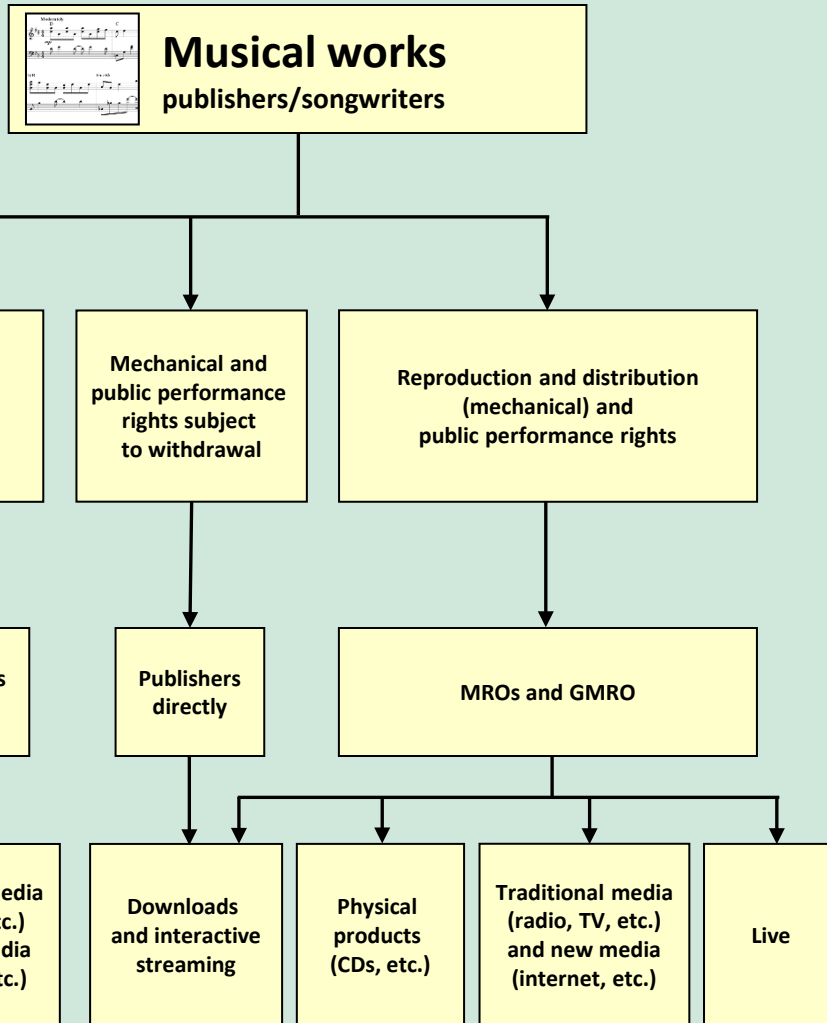 Musical works
publishers/songwriters
Mechanical and
public performance
rights subject
to withdrawal
Reproduction and distribution
(mechanical) and
public performance rights
Publishers
directly
MROs and GMRO
Downloads
and interactive
streaming
Physical
products
(CDs, etc.)
Traditional media
(radio, TV, etc.)
and new media
(internet, etc.)
Live